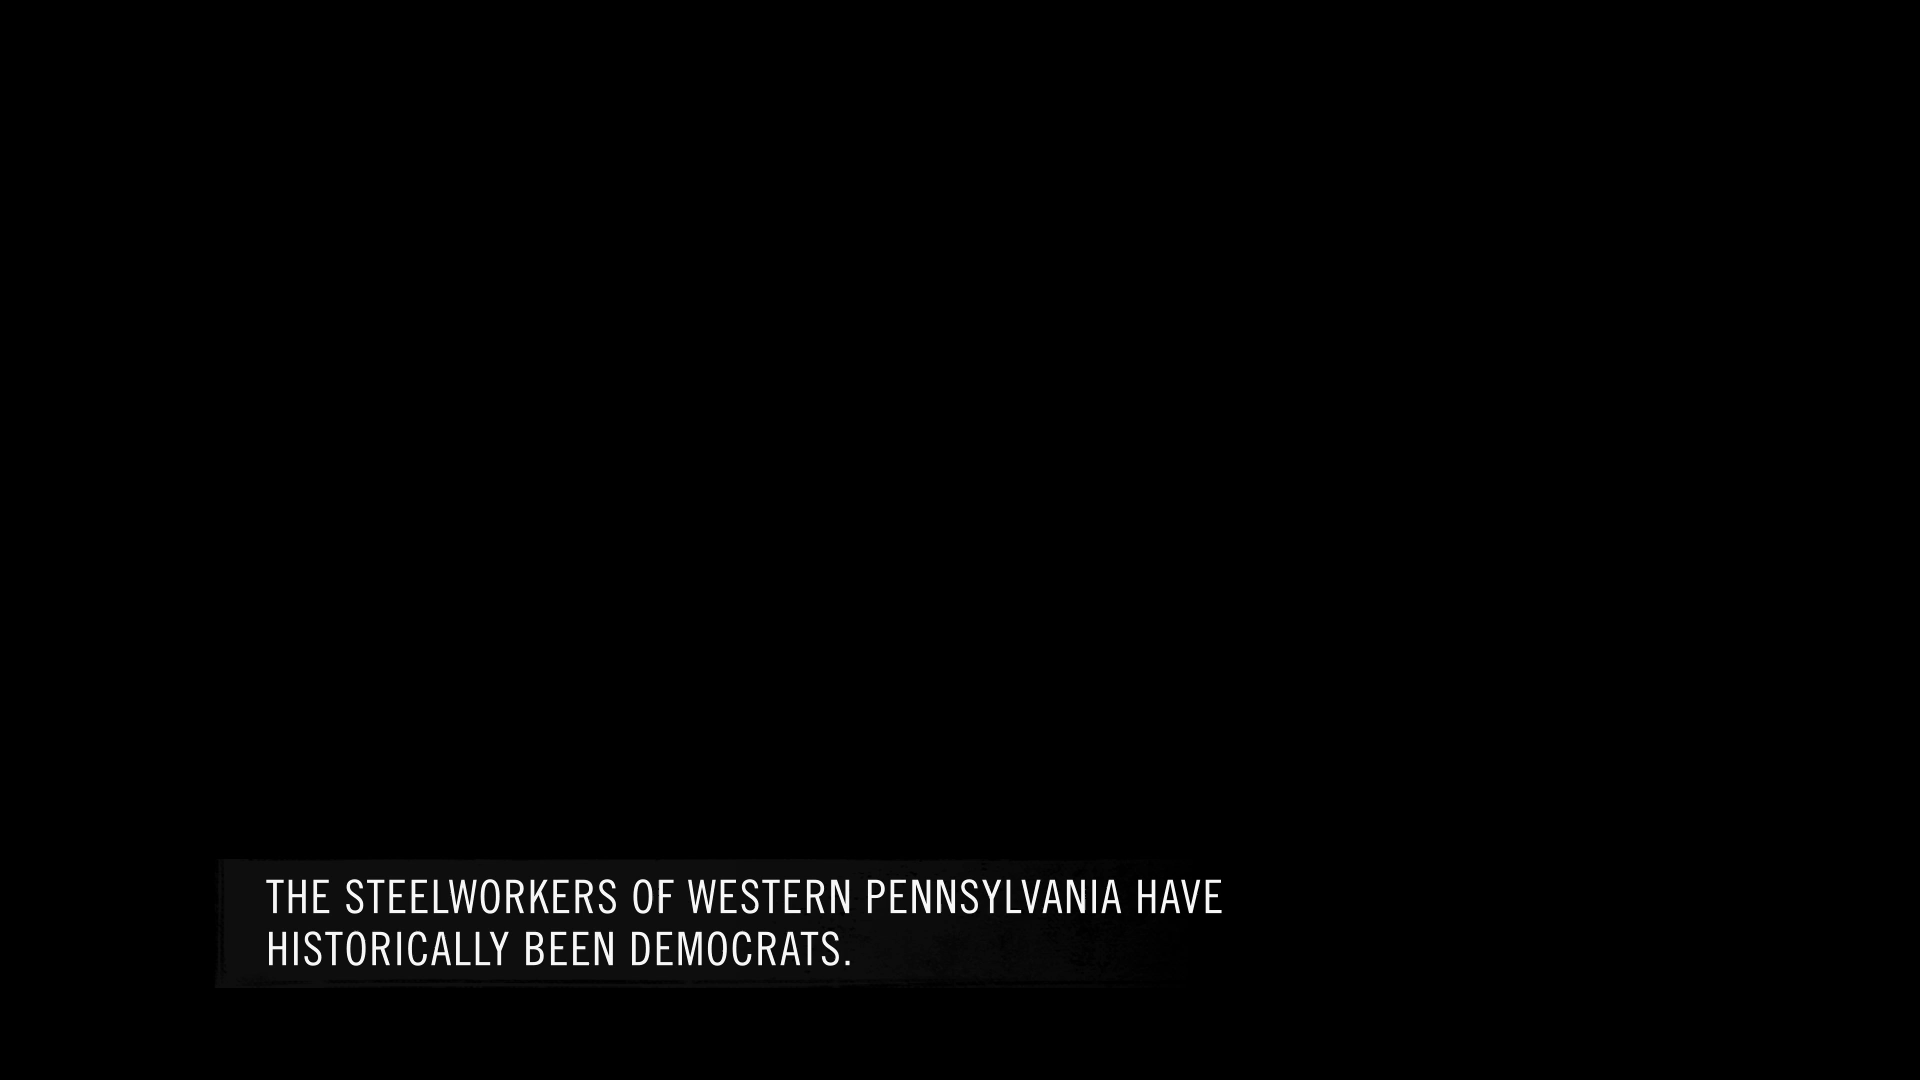 THE STEELWORKERS OF WESTERN PENNSYLVANIA HAVE
HISTORICALLY BEEN DEMOCRATS.